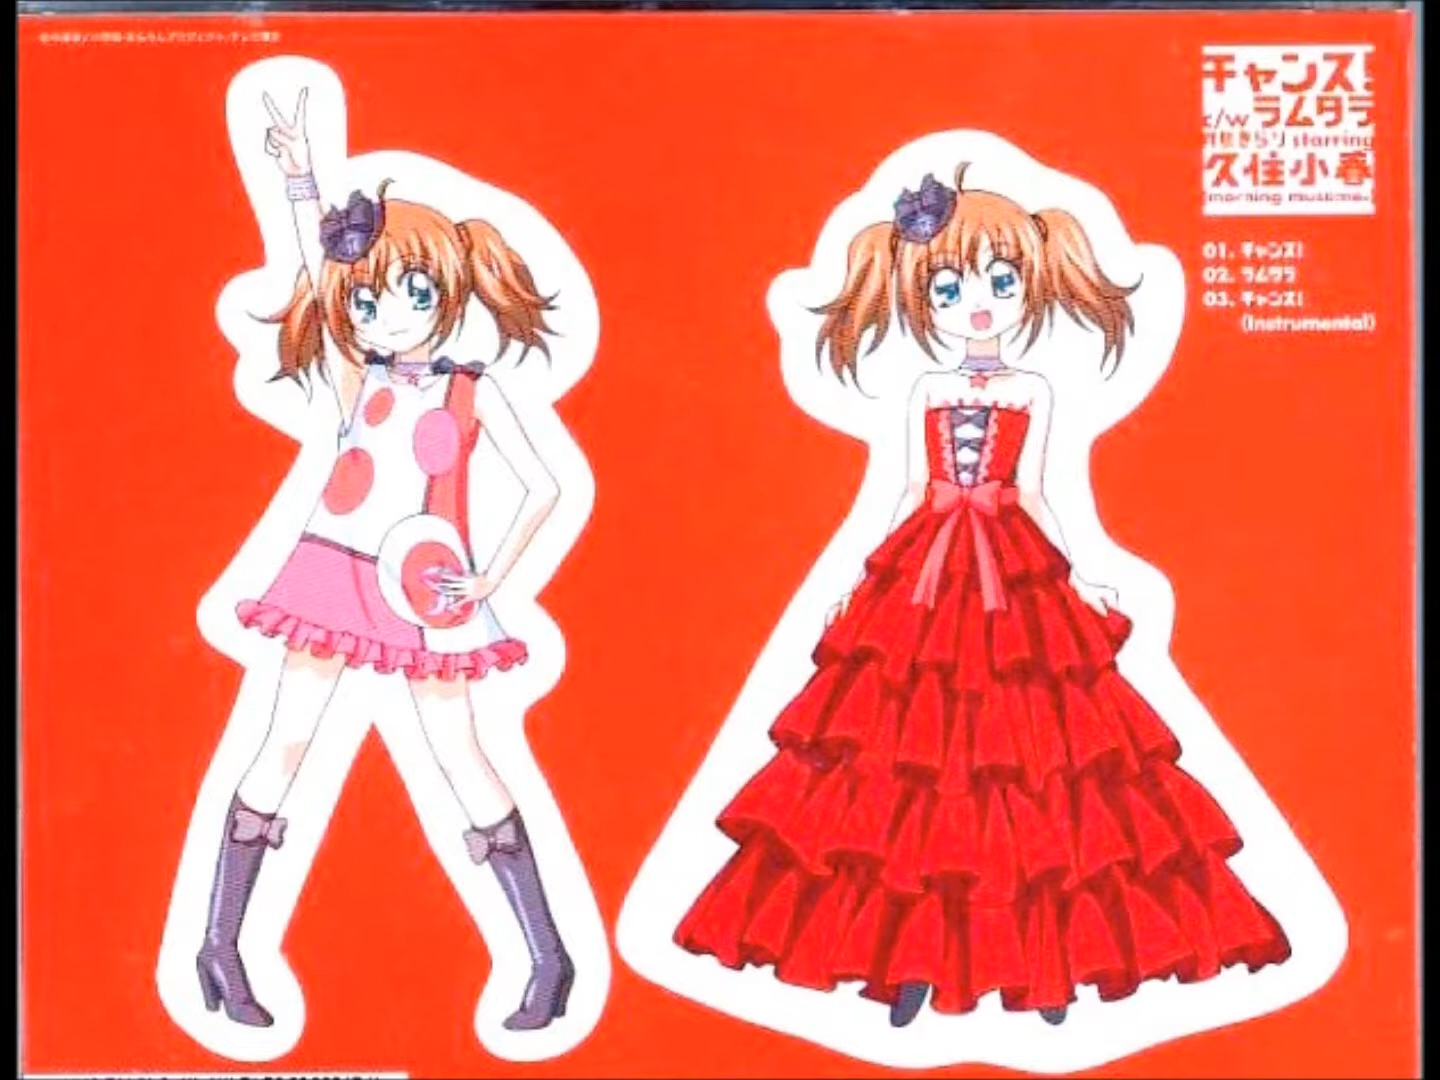 チャンス!
c/w ラムタラ
月島きらり starring
久住小春
(morning musume。
01. チャンス!
02. ラムタラ
03. チャンス!
(Instrumental)